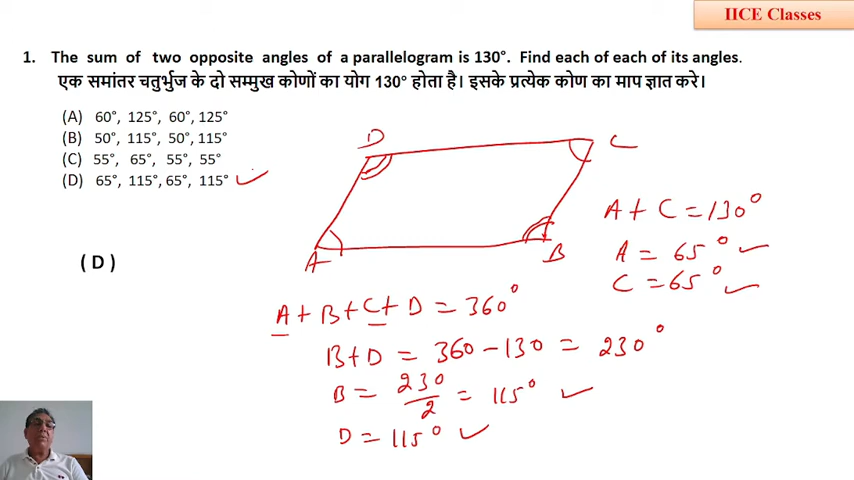 IICE Classes
1. The sum of two opposite angles of a parallelogram is 130°. Find each of each of its angles.
एक समांतर चतुर्भुज के दो सम्मुख कोणों का योग 130° होता है। इसके प्रत्येक कोण का माप ज्ञात करे।
(A) 60°, 125°, 60°, 125°
(B) 50°, 115°, 50°, 115°
(C) 55°, 65°, 55°, 55°
(D) 65°, 115°, 65°, 115°
(D)
D
C
A
B
A + C = 130°
A = 65°
C = 65°
A + B + C + D = 360°
B + D = 360 - 130 = 230°
B = 230/2 = 115°
D = 115°